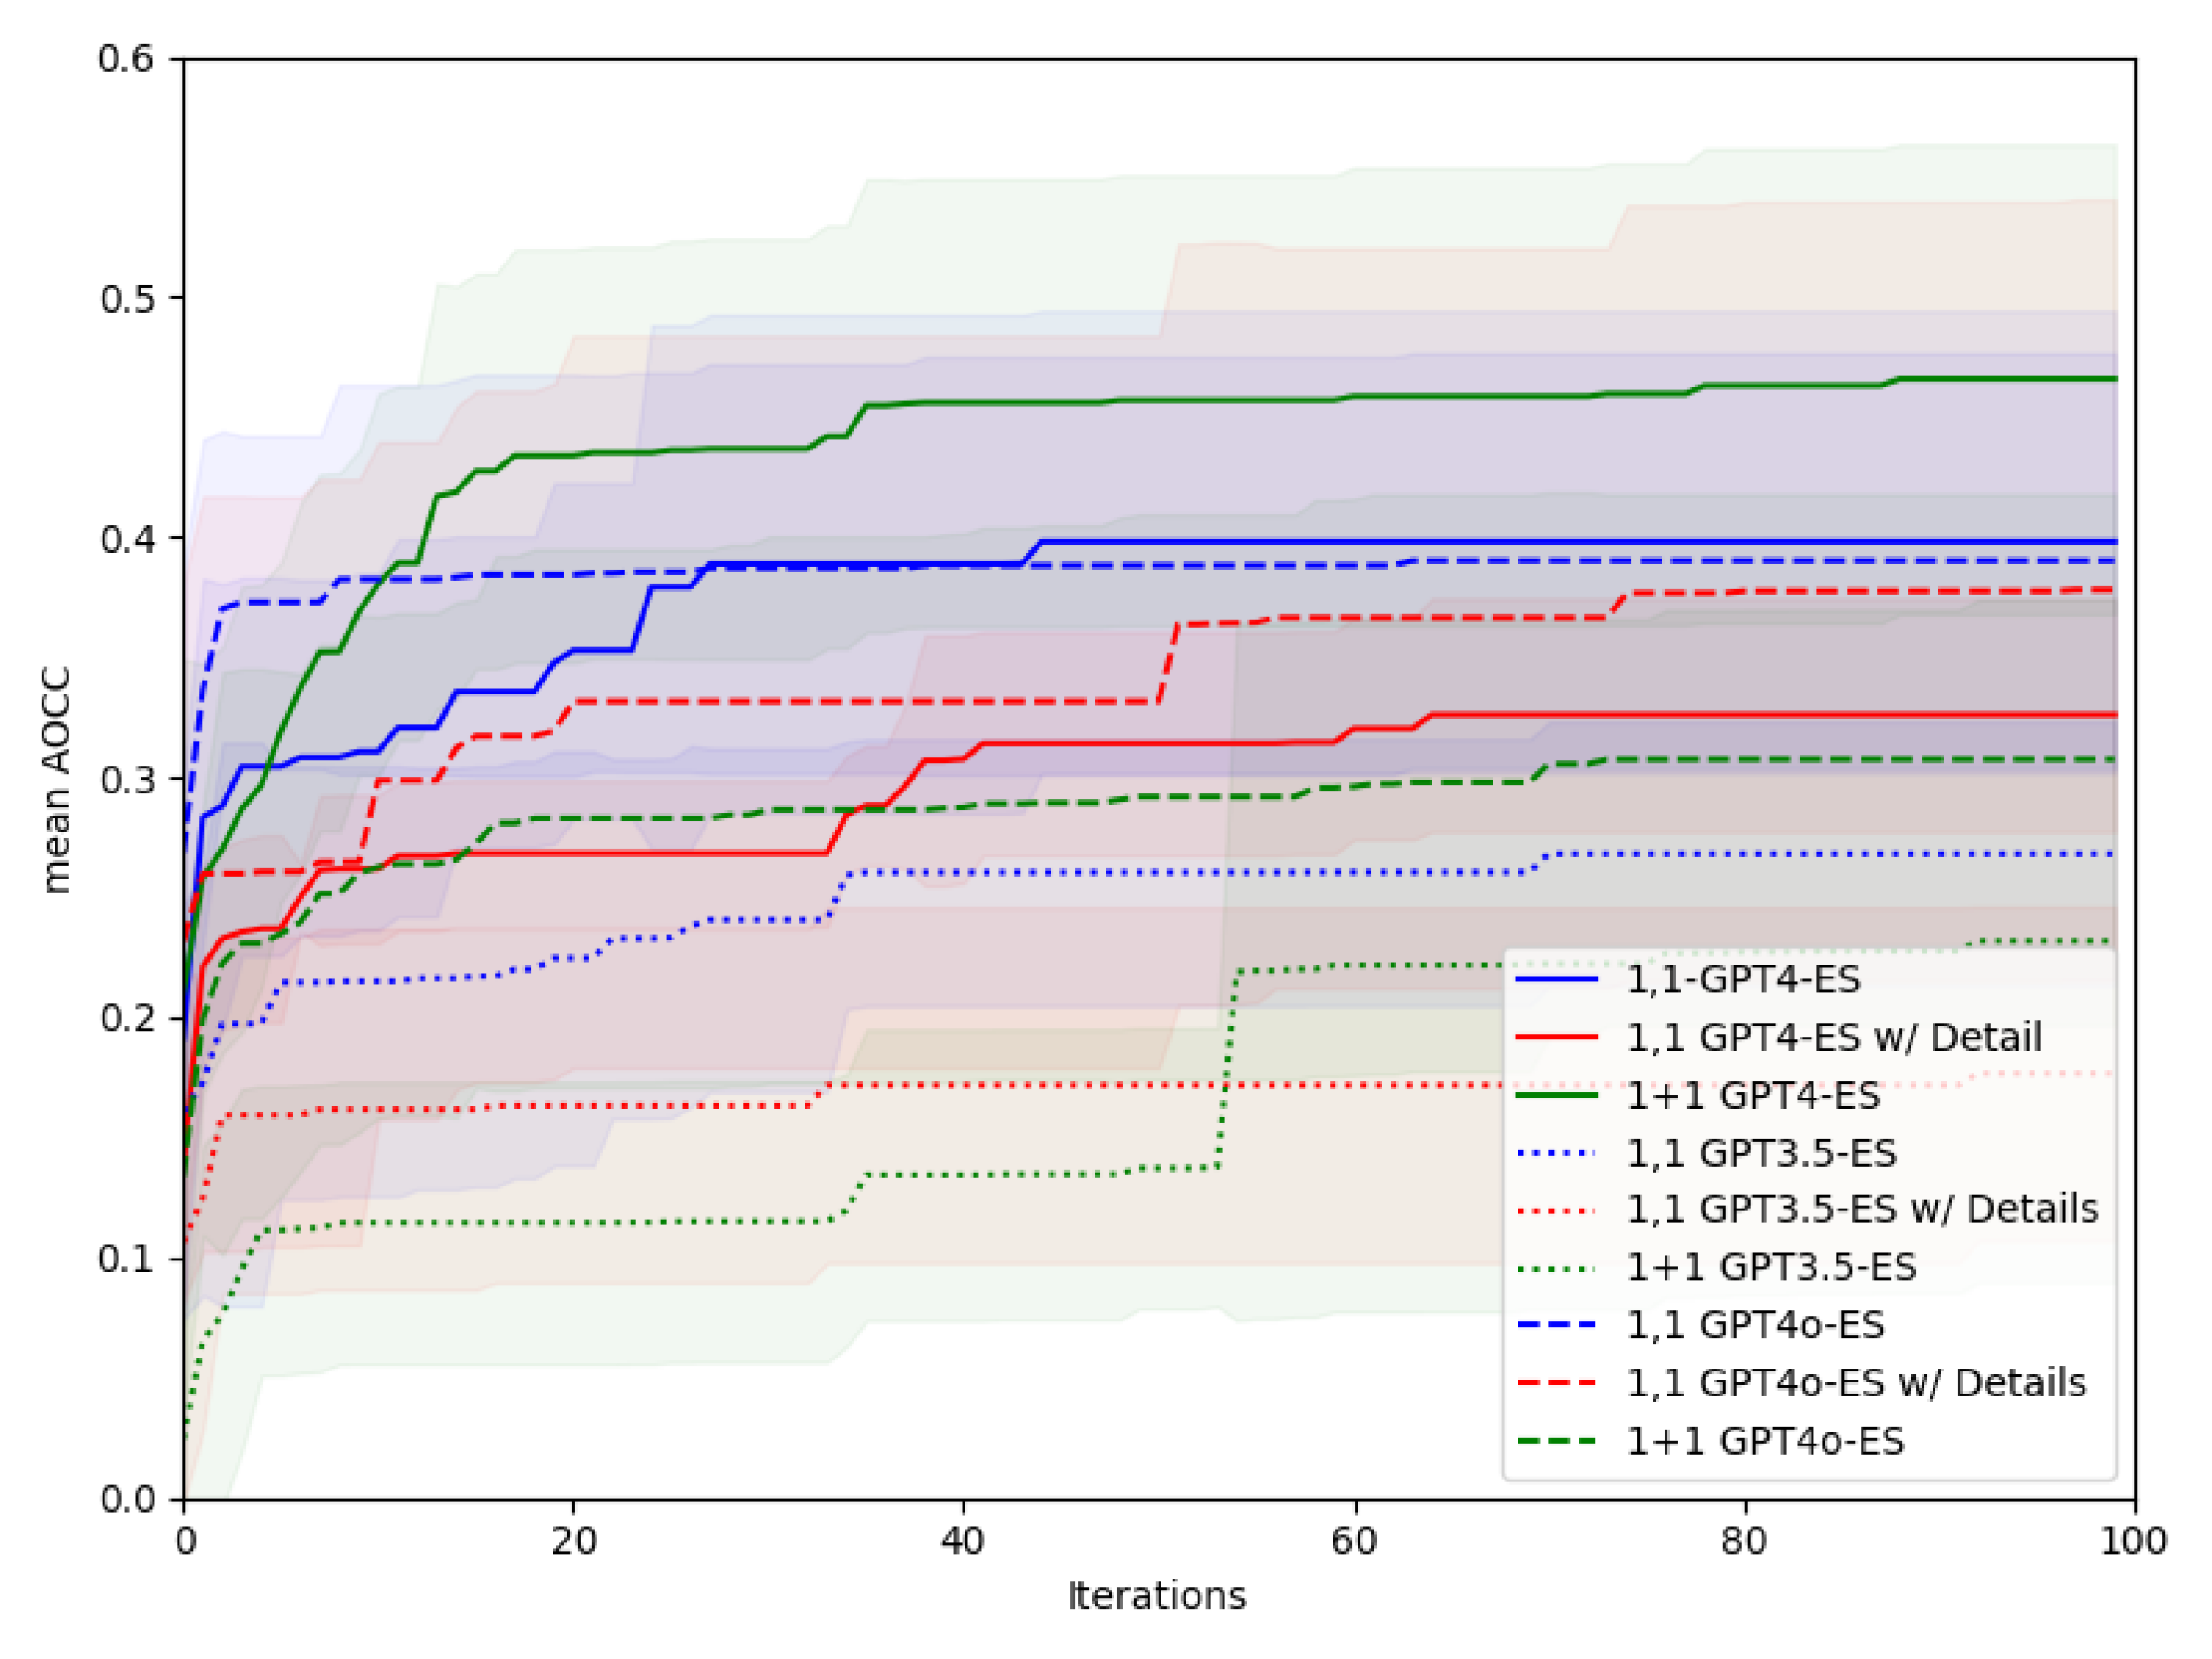 0.6
0.5
0.4
0.3
0.2
0.1
0.0
mean AOCC
0
20
40
60
80
100
Iterations
1,1-GPT4-ES
1,1 GPT4-ES w/ Detail
1+1 GPT4-ES
1,1 GPT3.5-ES
1,1 GPT3.5-ES w/ Details
1+1 GPT3.5-ES
1,1 GPT4o-ES
1,1 GPT4o-ES w/ Details
1+1 GPT4o-ES